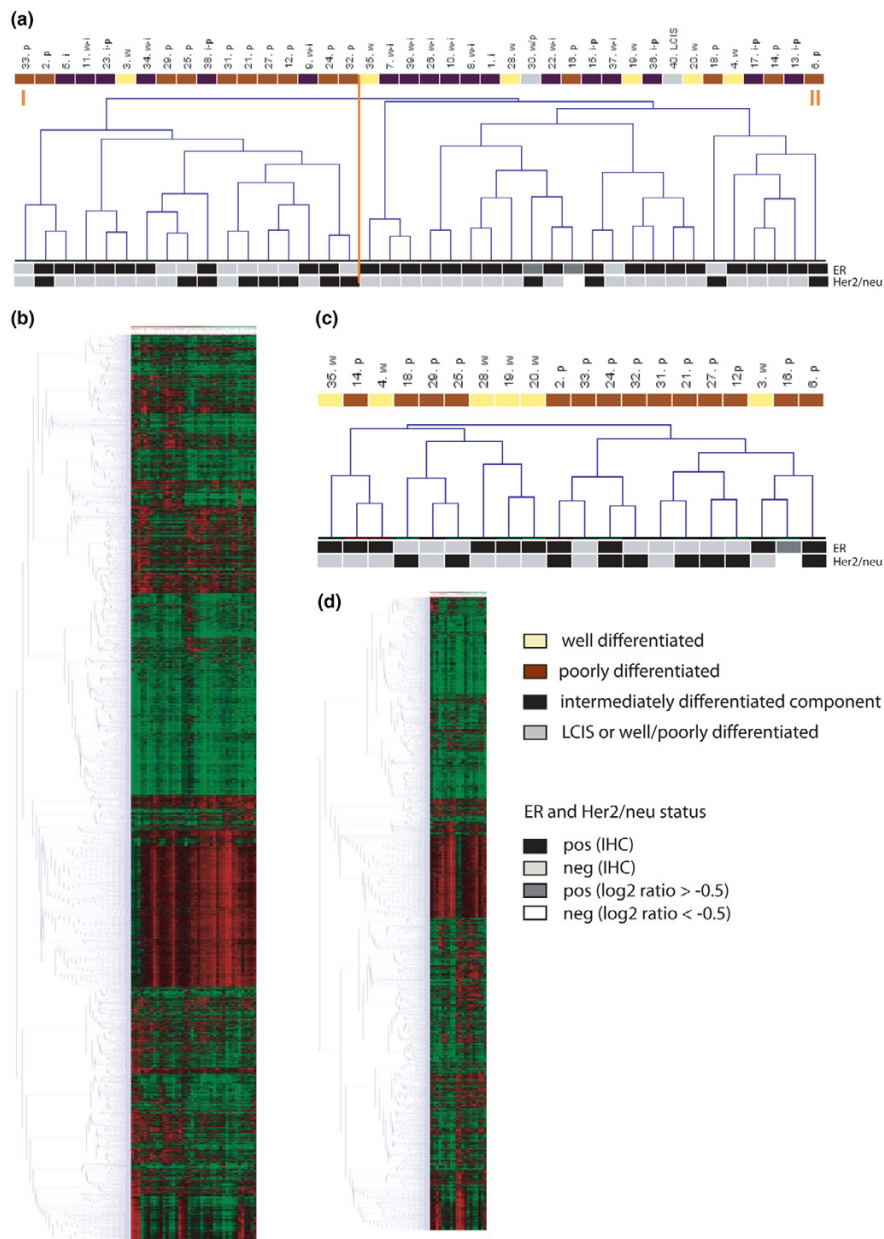 (a)
33. p
2. p
5. i
11. w-i
23. i-p
3. w
34. w-i
29. p
25. p
38. i-p
31. p
21. p
27. p
12. p
9. w-i
24. p
32. p
35. w
7. w-i
39. w-i
26. w-i
10. w-i
8. w-i
1. i
28. w
30. w/p
22. w-i
16. p
15. i-p
37. w-i
19. w
36. i-p
40. LCIS
20. w
18. p
4. w
17. i-p
14. p
13. i-p
6. p
I
II
ER
Her2/neu
(b)
(c)
35. w
14. p
4. w
18. p
29. p
25. p
28. w
19. w
20. w
2. p
33. p
24. p
32. p
31. p
21. p
27. p
12p
3. w
16. p
6. p
ER
Her2/neu
(d)
well differentiated
poorly differentiated
intermediately differentiated component
LCIS or well/poorly differentiated
ER and Her2/neu status
pos (IHC)
neg (IHC)
pos (log2 ratio > -0.5)
neg (log2 ratio < -0.5)